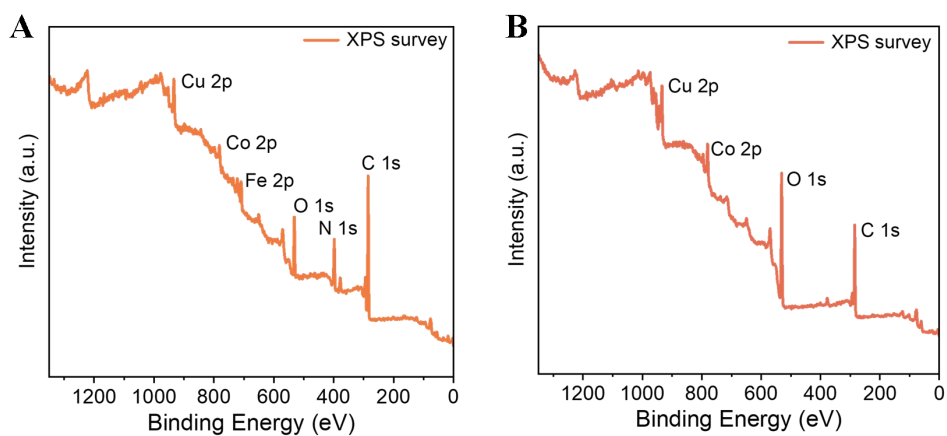 A
XPS survey
Cu 2p
Co 2p
Fe 2p
O 1s
N 1s
C 1s
Intensity (a.u.)
1200 1000 800 600 400 200 0
Binding Energy (eV)
B
XPS survey
Cu 2p
Co 2p
O 1s
C 1s
Intensity (a.u.)
1200 1000 800 600 400 200 0
Binding Energy (eV)